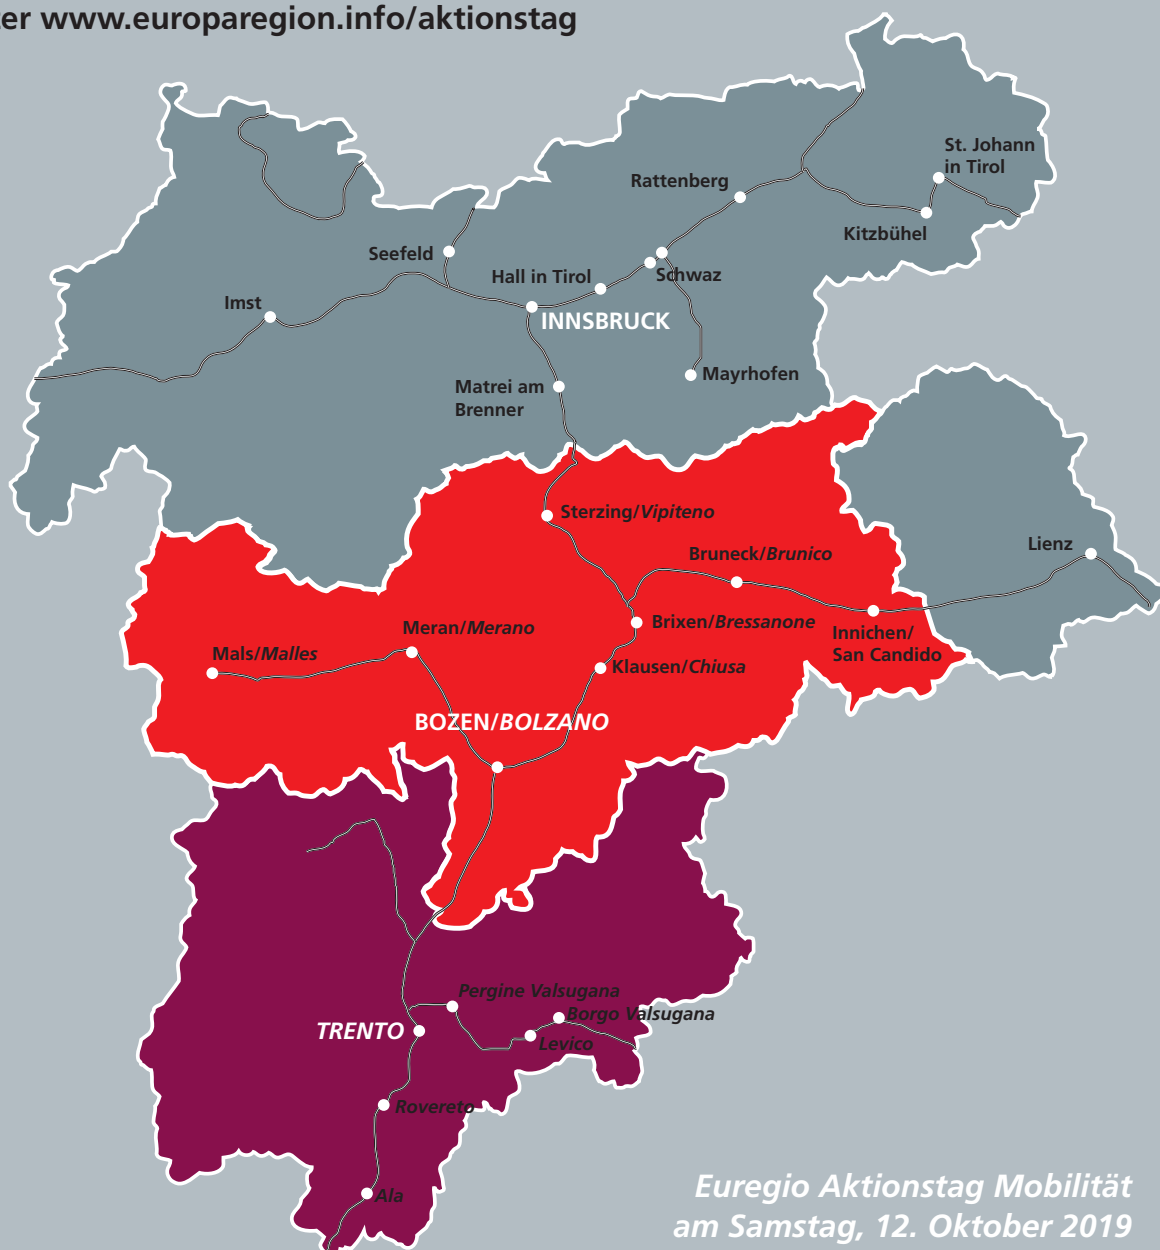 www.europaregion.info/aktionstag
St. Johann
in Tirol
Rattenberg
Kitzbühel
Seefeld
Hall in Tirol
Schwaz
Imst
INNSBRUCK
Matrei am
Brenner
Mayrhofen
Sterzing/Vipiteno
Bruneck/Brunico
Lienz
Meran/Merano
Brixen/Bressanone
Innichen/
San Candido
Mals/Malles
Klausen/Chiusa
BOZEN/BOLZANO
Pergine Valsugana
Borgo Valsugana
TRENTO
Levico
Rovereto
Ala
Euregio Aktionstag Mobilität
am Samstag, 12. Oktober 2019